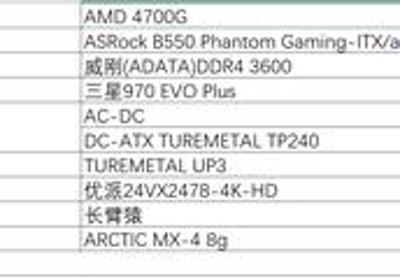 AMD 4700G
ASRock B550 Phantom Gaming-ITX/a
威刚(ADATA)DDR4 3600
三星970 EVO Plus
AC-DC
DC-ATX TUREMETAL TP240
TUREMETAL UP3
优派24VX2478-4K-HD
长臂猿
ARCTIC MX-4 8g